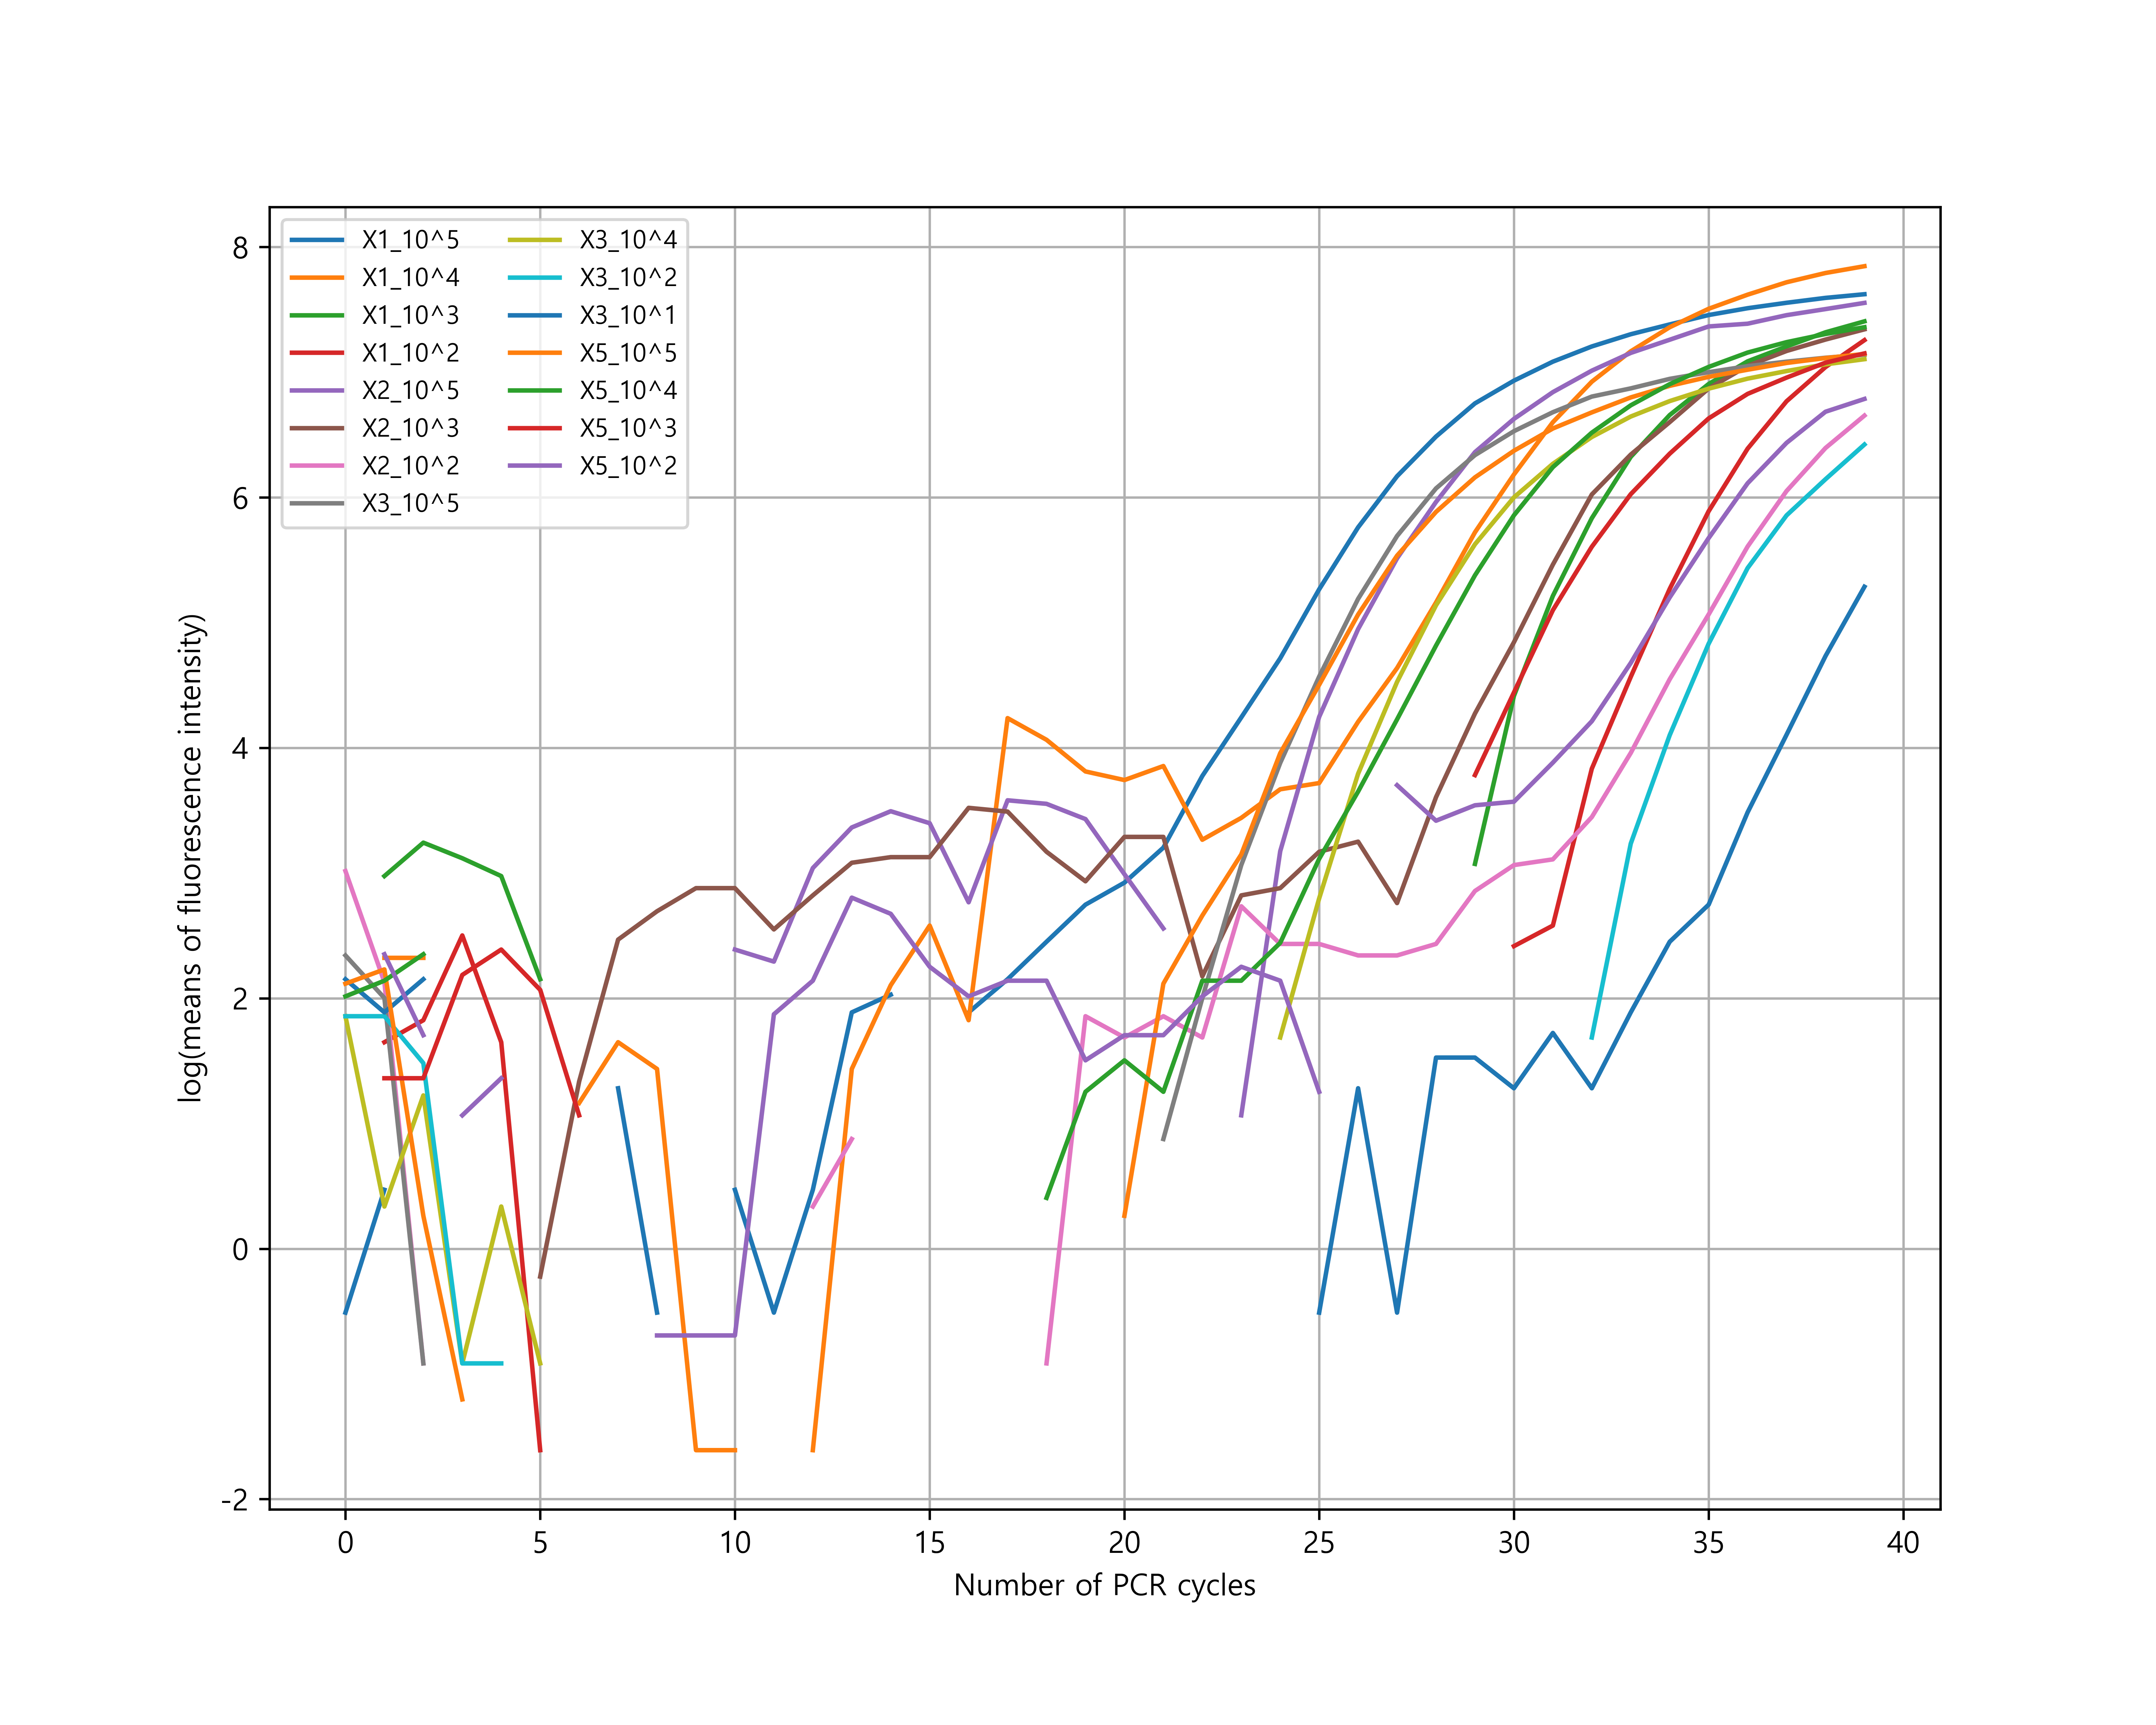 X1_10^5
X1_10^4
X1_10^3
X1_10^2
X2_10^5
X2_10^3
X2_10^2
X3_10^5
X3_10^4
X3_10^2
X3_10^1
X5_10^5
X5_10^4
X5_10^3
X5_10^2
8
6
4
2
0
-2
log(means of fluorescence intensity)
0 5 10 15 20 25 30 35 40
Number of PCR cycles